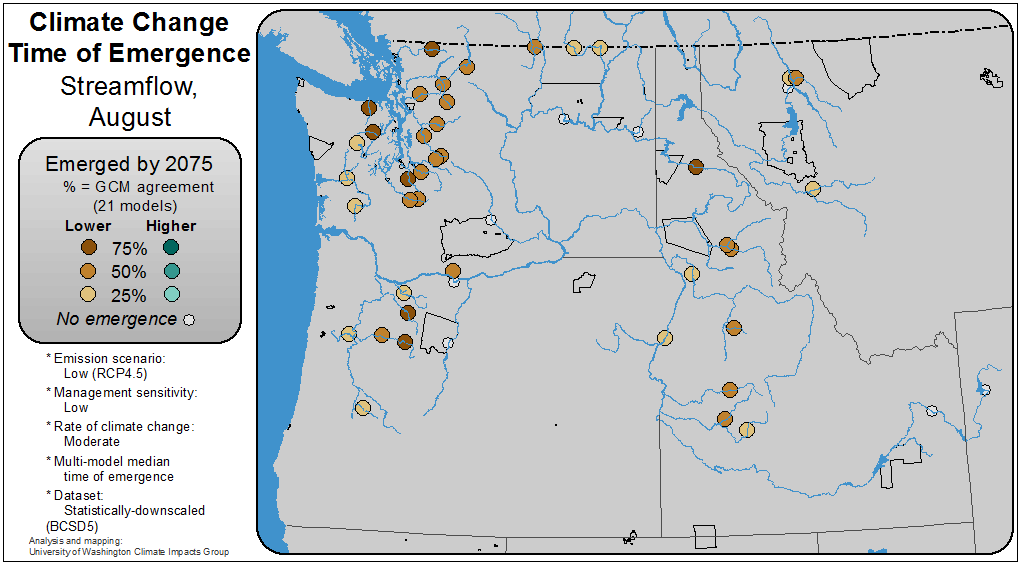 Climate Change
Time of Emergence
Streamflow,
August
Emerged by 2075
% = GCM agreement
(21 models)
Lower Higher
75%
50%
25%
No emergence
* Emission scenario:
Low (RCP4.5)
* Management sensitivity:
Low
* Rate of climate change:
Moderate
* Multi-model median
time of emergence
* Dataset:
Statistically-downscaled
(BCSD5)
Analysis and mapping:
University of Washington Climate Impacts Group